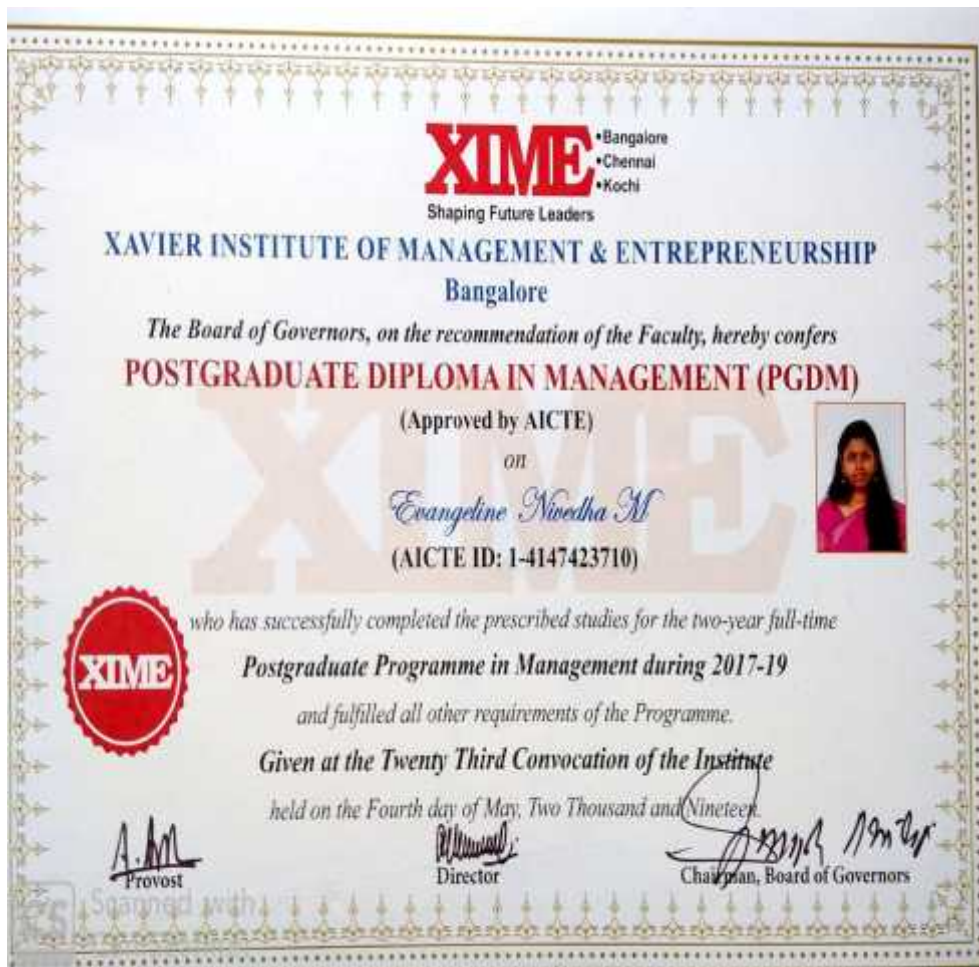 XIME
•Bangalore
•Chennai
•Kochi
Shaping Future Leaders
XAVIER INSTITUTE OF MANAGEMENT & ENTREPRENEURSHIP
Bangalore
The Board of Governors, on the recommendation of the Faculty, hereby confers
POSTGRADUATE DIPLOMA IN MANAGEMENT (PGDM)
(Approved by AICTE)
on
Evangeline Nivedha M
(AICTE ID: 1-4147423710)
who has successfully completed the prescribed studies for the two-year full-time
XIME
Postgraduate Programme in Management during 2017-19
and fulfilled all other requirements of the Programme.
Given at the Twenty Third Convocation of the Institute
held on the Fourth day of May, Two Thousand and Nineteen.
Provost
Director
Chairman, Board of Governors
CS Scanned with
XIME